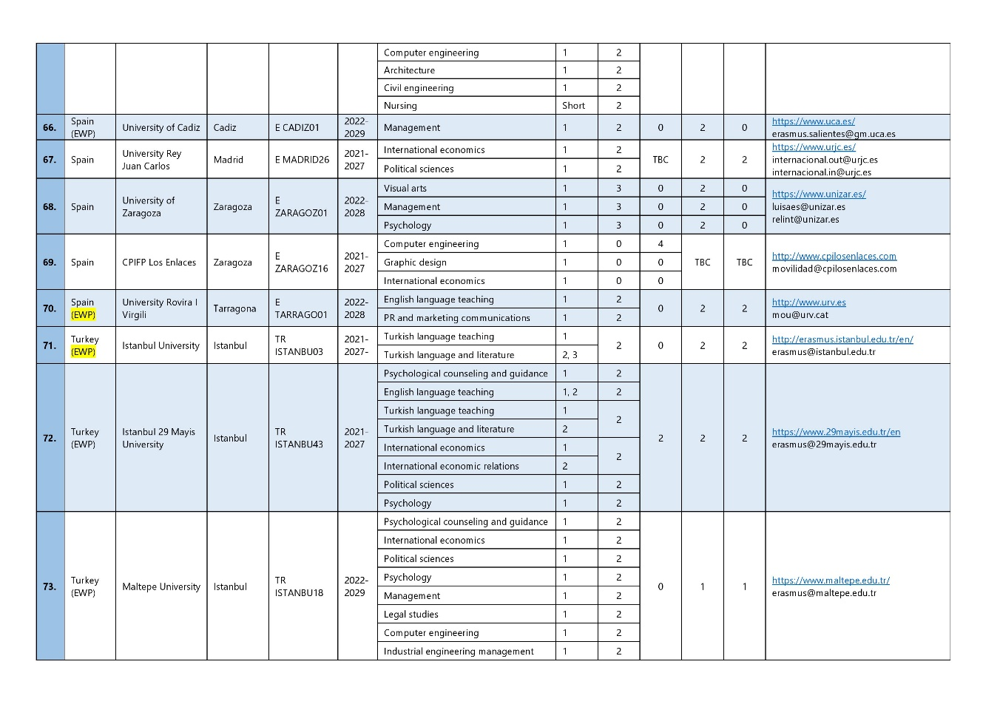 Computer engineering 1 2
Architecture 1 2
Civil engineering 1 2
Nursing Short 2
66. Spain (EWP) University of Cadiz Cadiz E CADIZ01 2022-2029 Management 1 2 0 2 0 https://www.uca.es/
erasmus.salientes@gm.uca.es
67. Spain University Rey Juan Carlos Madrid E MADRID26 2021-2027 International economics 1 2 TBC 2 2 https://www.urjc.es/
internacional.out@urjc.es
internacional.in@urjc.es
Political sciences 1 2
68. Spain University of Zaragoza Zaragoza E ZARAGOZ01 2022-2028 Visual arts 1 3 0 2 0 https://www.unizar.es/
luisaes@unizar.es
relint@unizar.es
Management 1 3 0 2 0
Psychology 1 3 0 2 0
69. Spain CPIFP Los Enlaces Zaragoza E ZARAGOZ16 2021-2027 Computer engineering 1 0 4 TBC TBC http://www.cpilosenlaces.com
movilidad@cpilosenlaces.com
Graphic design 1 0 0
International economics 1 0 0
70. Spain (EWP) University Rovira I Virgili Tarragona E TARRAGO01 2022-2028 English language teaching 1 2 0 2 2 http://www.urv.es
mou@urv.cat
PR and marketing communications 1 2
71. Turkey (EWP) Istanbul University Istanbul TR ISTANBU03 2021-2027- Turkish language teaching 1 2 0 2 2 http://erasmus.istanbul.edu.tr/en/
erasmus@istanbul.edu.tr
Turkish language and literature 2, 3
72. Turkey (EWP) Istanbul 29 Mayis University Istanbul TR ISTANBU43 2021-2027 Psychological counseling and guidance 1 2 2 2 2 https://www.29mayis.edu.tr/en
erasmus@29mayis.edu.tr
English language teaching 1, 2 2
Turkish language teaching 1 2
Turkish language and literature 2
International economics 1 2
International economic relations 2
Political sciences 1 2
Psychology 1 2
73. Turkey (EWP) Maltepe University Istanbul TR ISTANBU18 2022-2029 Psychological counseling and guidance 1 2 0 1 1 https://www.maltepe.edu.tr/
erasmus@maltepe.edu.tr
International economics 1 2
Political sciences 1 2
Psychology 1 2
Management 1 2
Legal studies 1 2
Computer engineering 1 2
Industrial engineering management 1 2